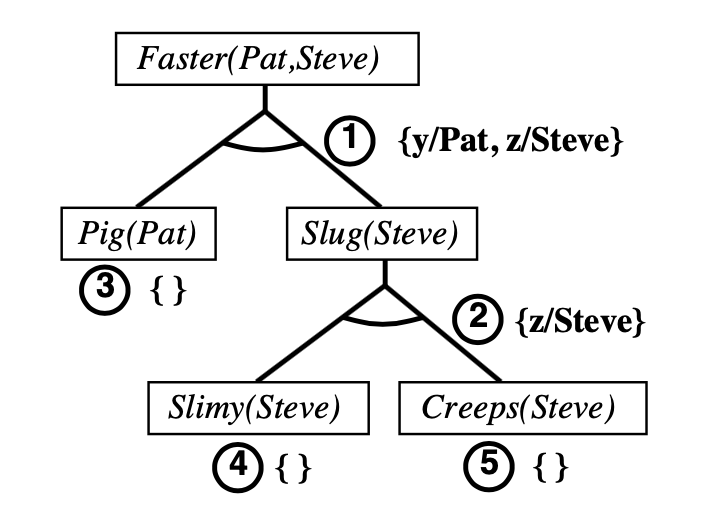 Faster(Pat,Steve)
1 {y/Pat, z/Steve}
Pig(Pat)
Slug(Steve)
3 { }
2 {z/Steve}
Slimy(Steve)
Creeps(Steve)
4 { }
5 { }